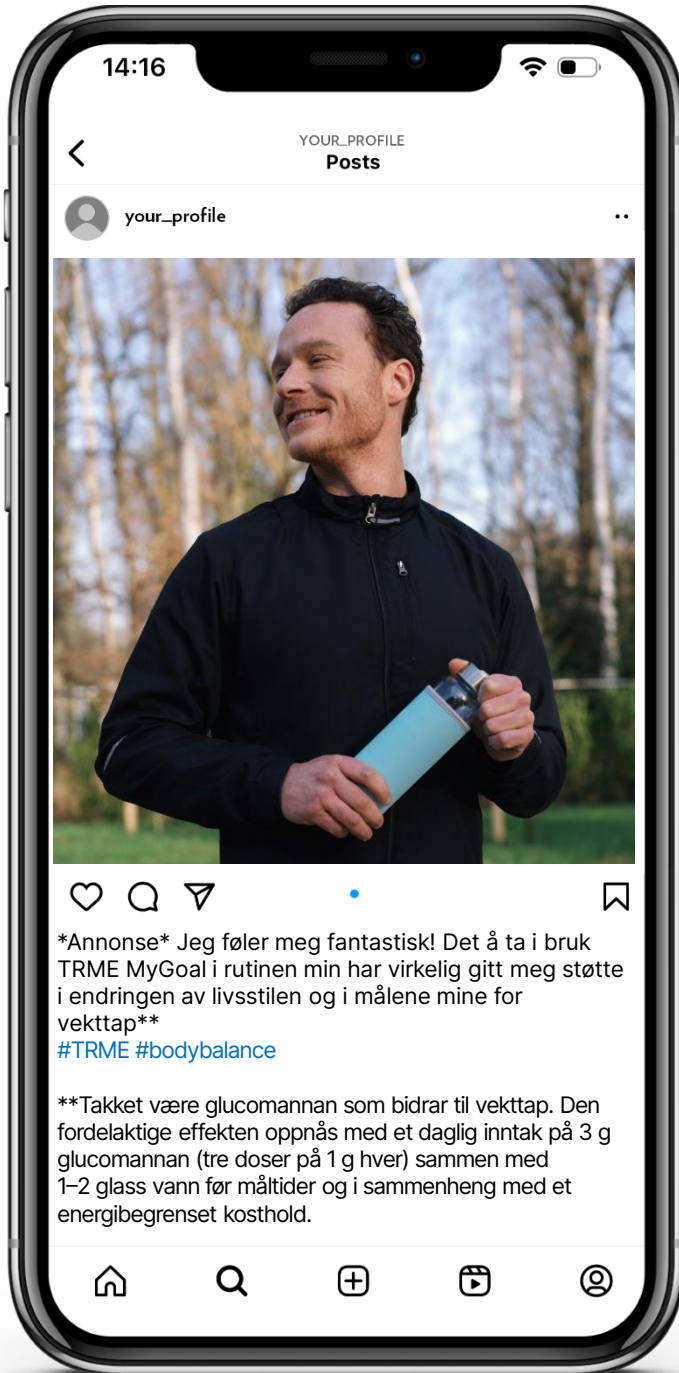 14:16
YOUR_PROFILE
Posts
your_profile
*Annonse* Jeg føler meg fantastisk! Det å ta i bruk
TRME MyGoal i rutinen min har virkelig gitt meg støtte
i endringen av livsstilen og i målene mine for
vekttap**
#TRME #bodybalance
**Takket være glucomannan som bidrar til vekttap. Den
fordelaktige effekten oppnås med et daglig inntak på 3 g
glucomannan (tre doser på 1 g hver) sammen med
1–2 glass vann før måltider og i sammenheng med et
energibegrenset kosthold.